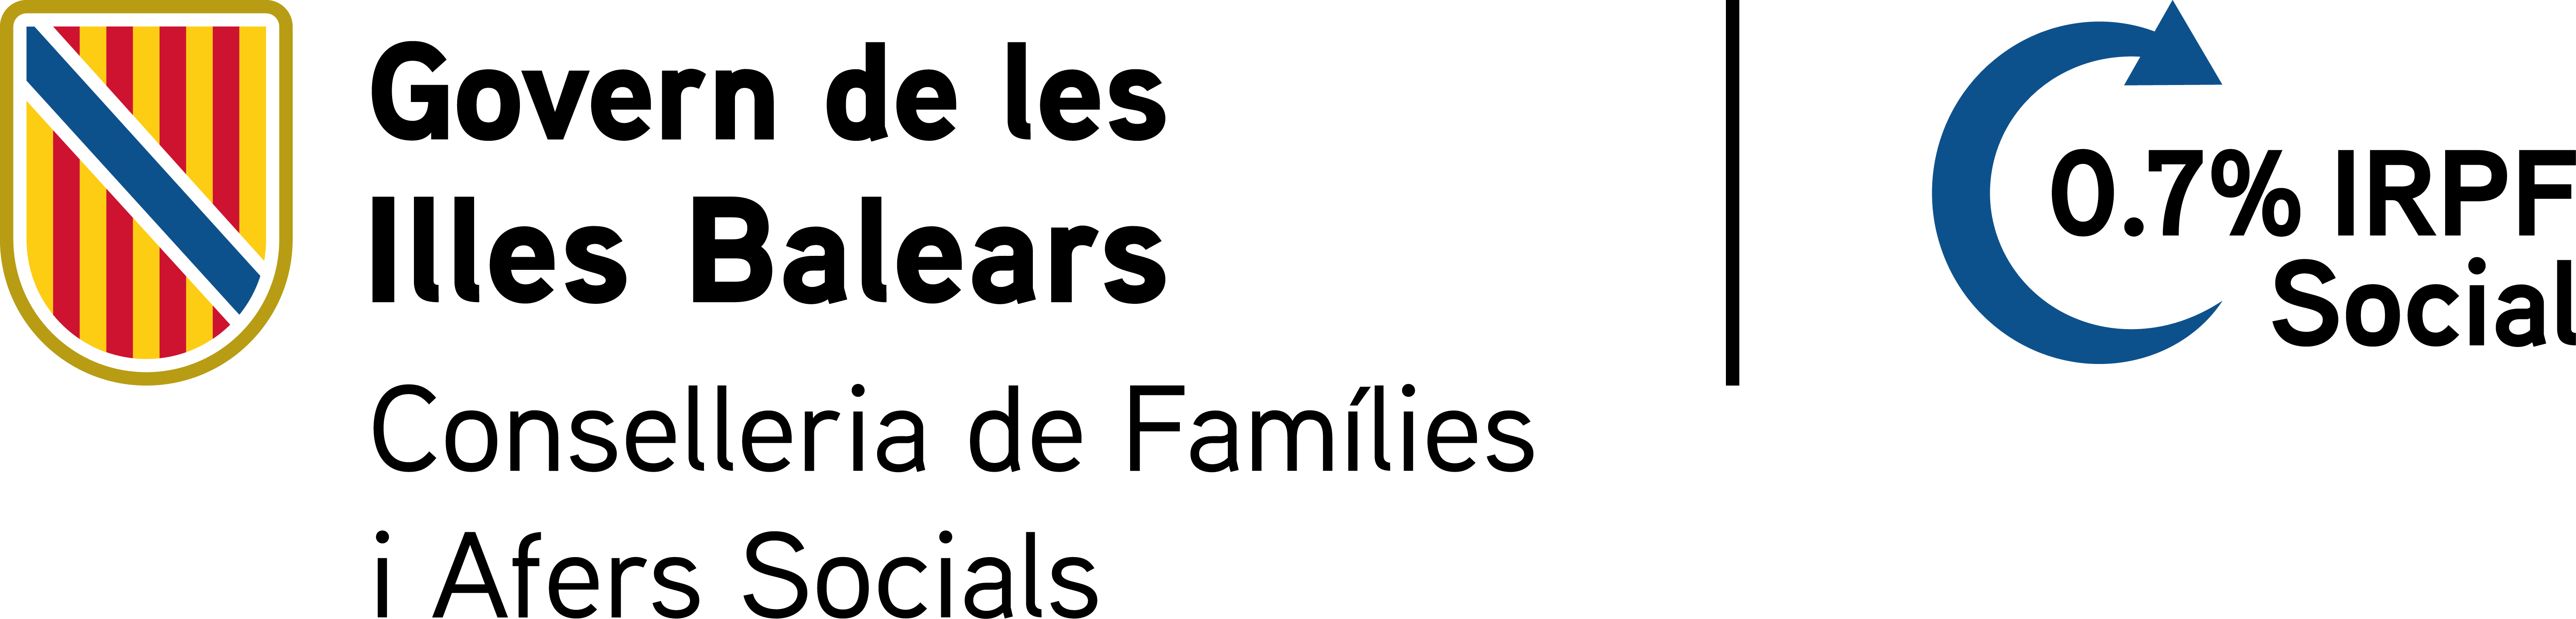 Govern de les
Illes Balears
Conselleria de Famílies
i Afers Socials
0.7% IRPF
Social